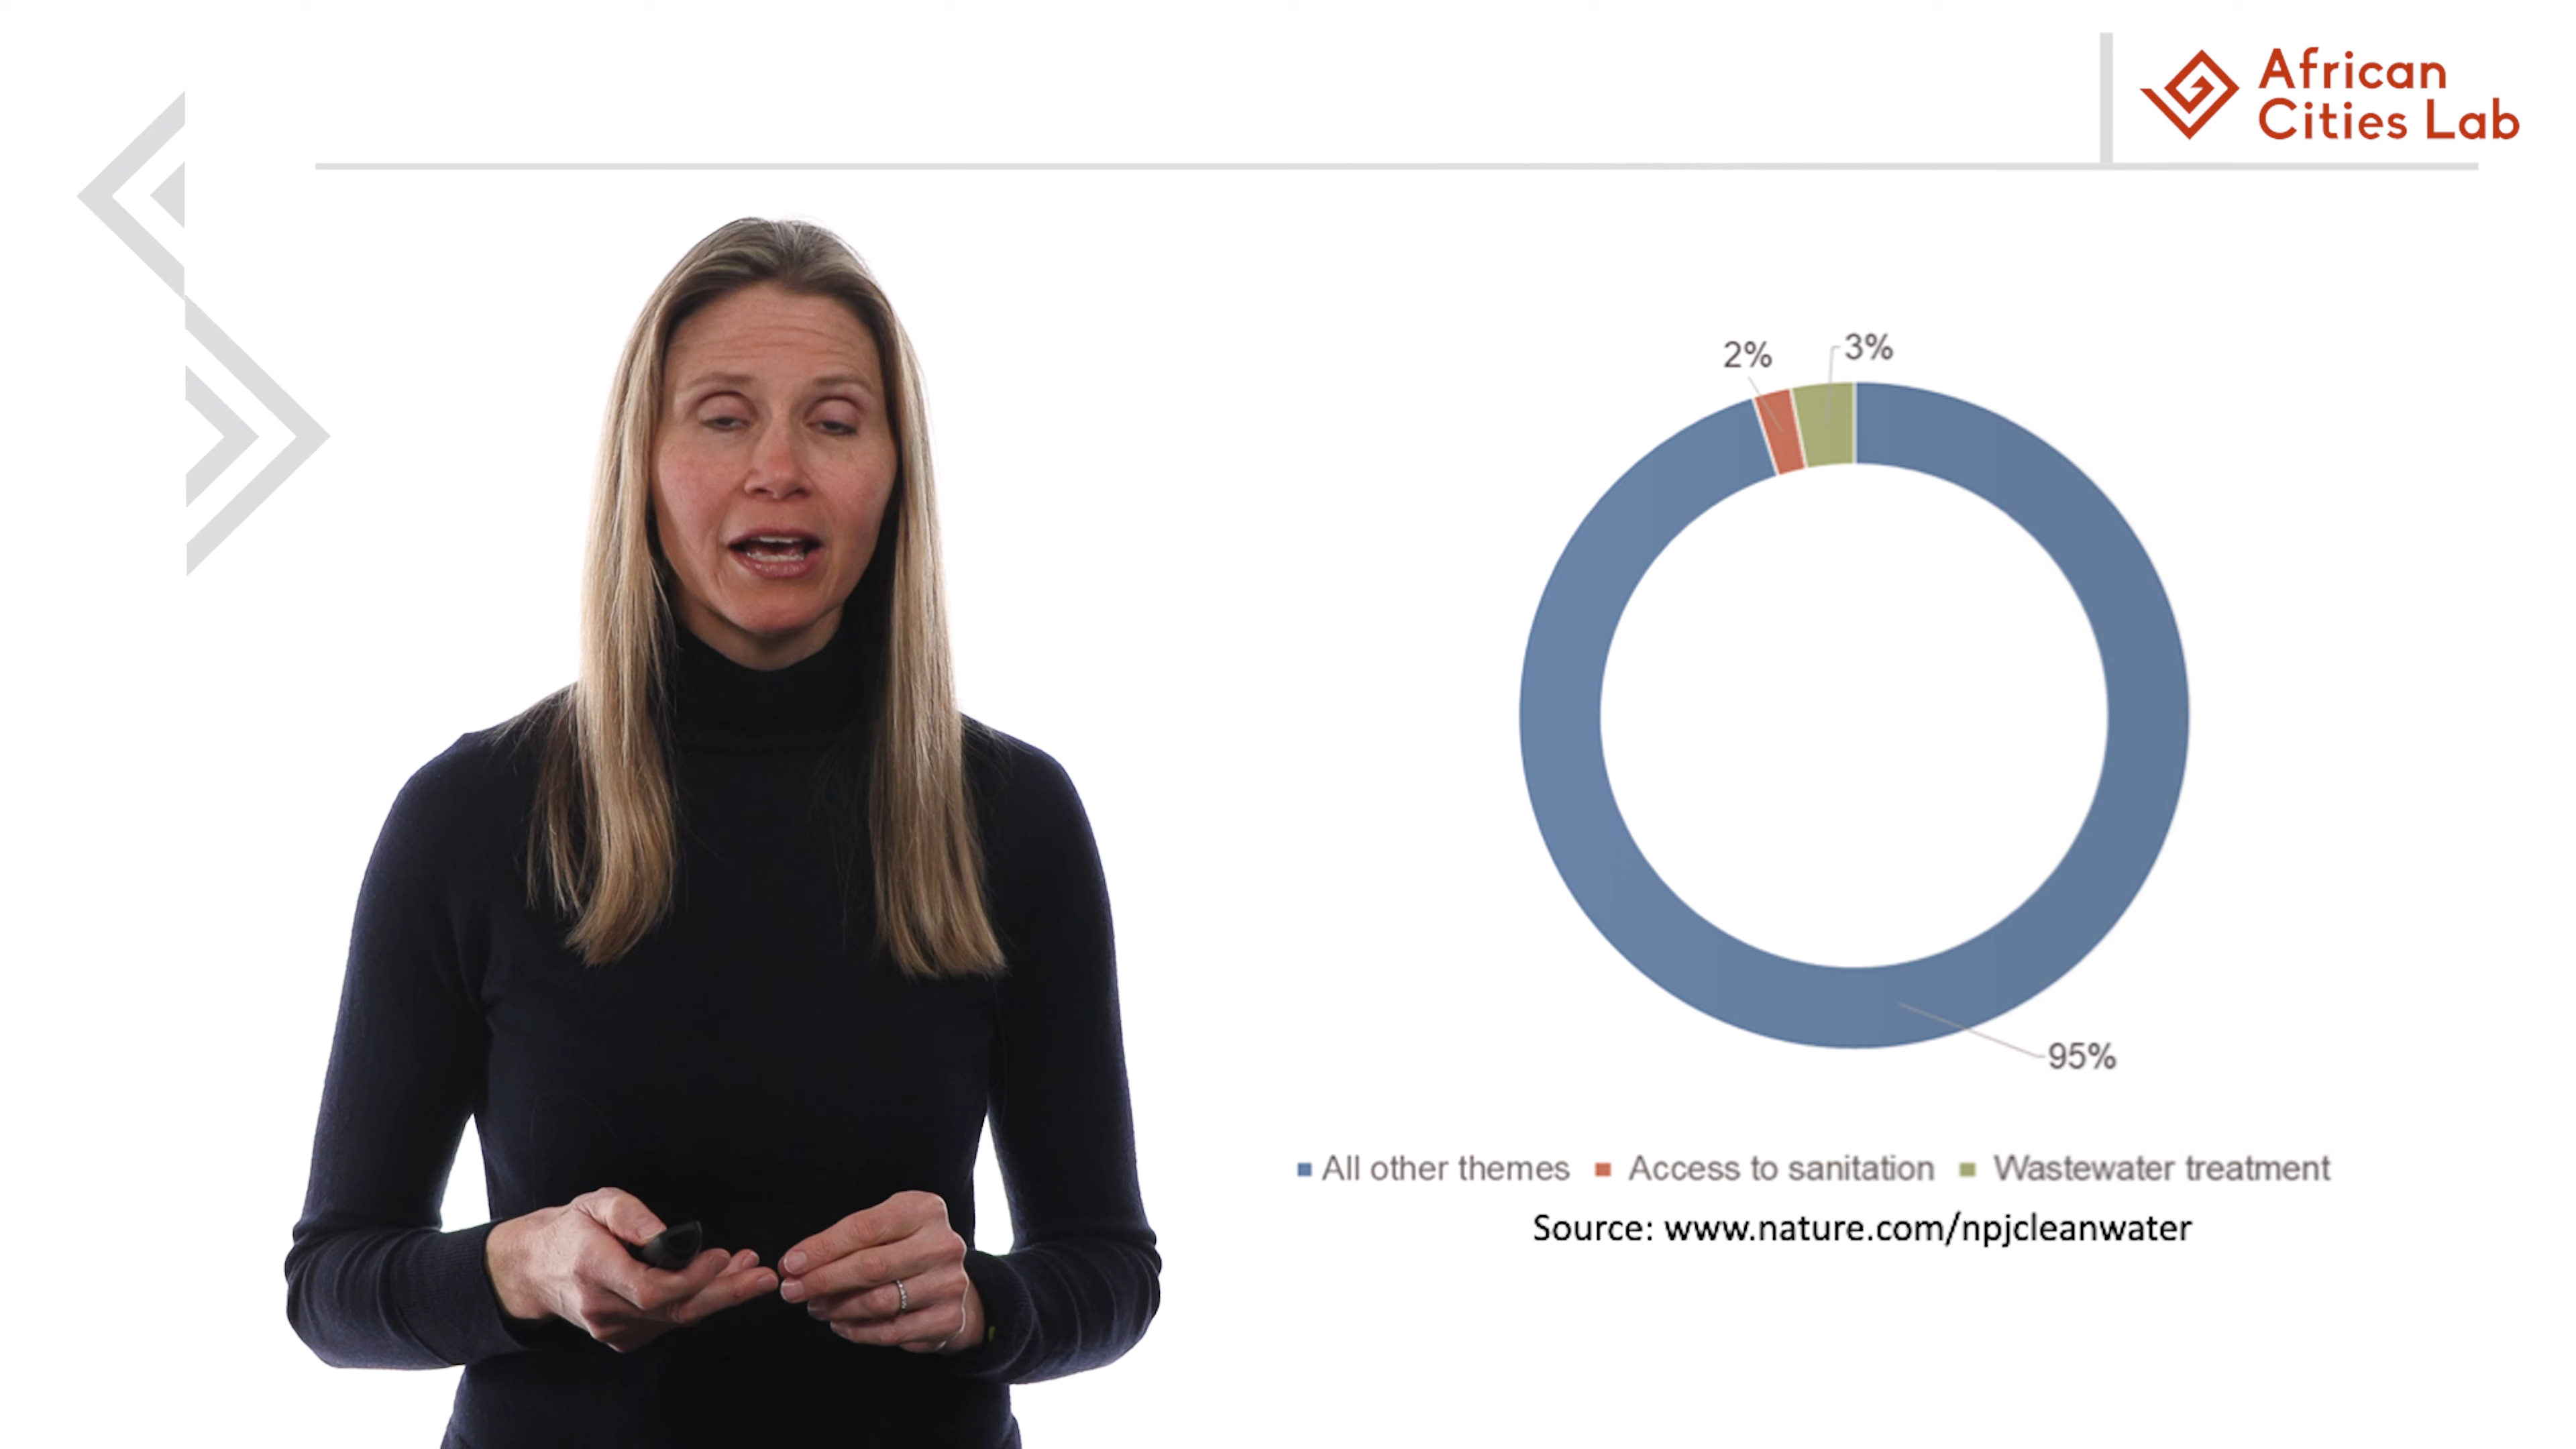 African
Cities Lab
2%
3%
95%
All other themes Access to sanitation Wastewater treatment
Source: www.nature.com/npjcleanwater